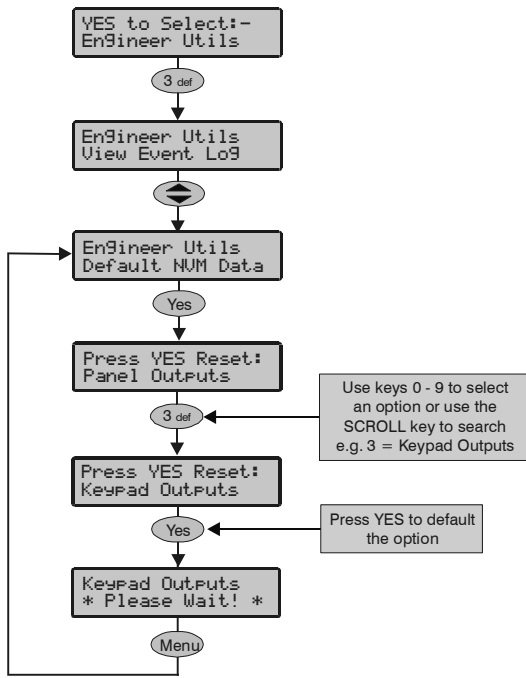 YES to Select:-
Engineer Utils
3 def
Engineer Utils
View Event Log
Engineer Utils
Default NVM Data
Yes
Press YES Reset:
Panel Outputs
3 def
Use keys 0 - 9 to select
an option or use the
SCROLL key to search
e.g. 3 = Keypad Outputs
Press YES Reset:
Keypad Outputs
Yes
Press YES to default
the option
Keypad Outputs
* Please Wait! *
Menu